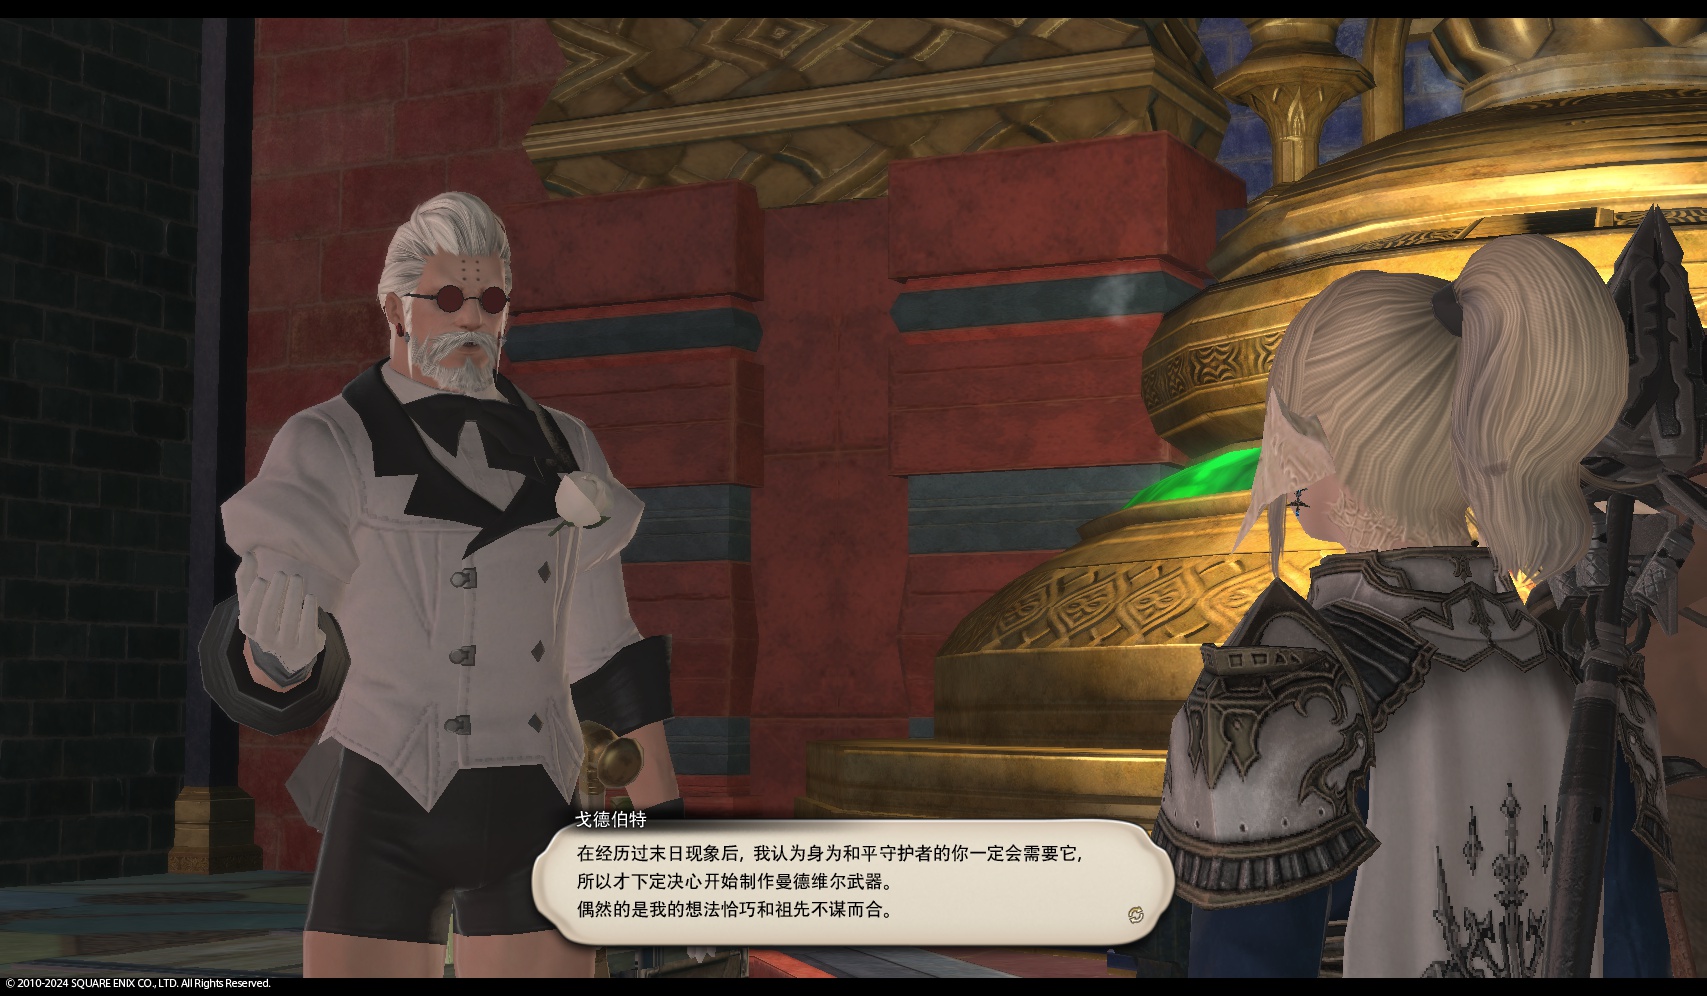 戈德伯特
在经历过末日现象后，我认为身为和平守护者的你一定会需要它，
所以才下定决心开始制作曼德维尔武器。
偶然的是我的想法恰巧和祖先不谋而合。
© 2010-2024 SQUARE ENIX CO., LTD. All Rights Reserved.